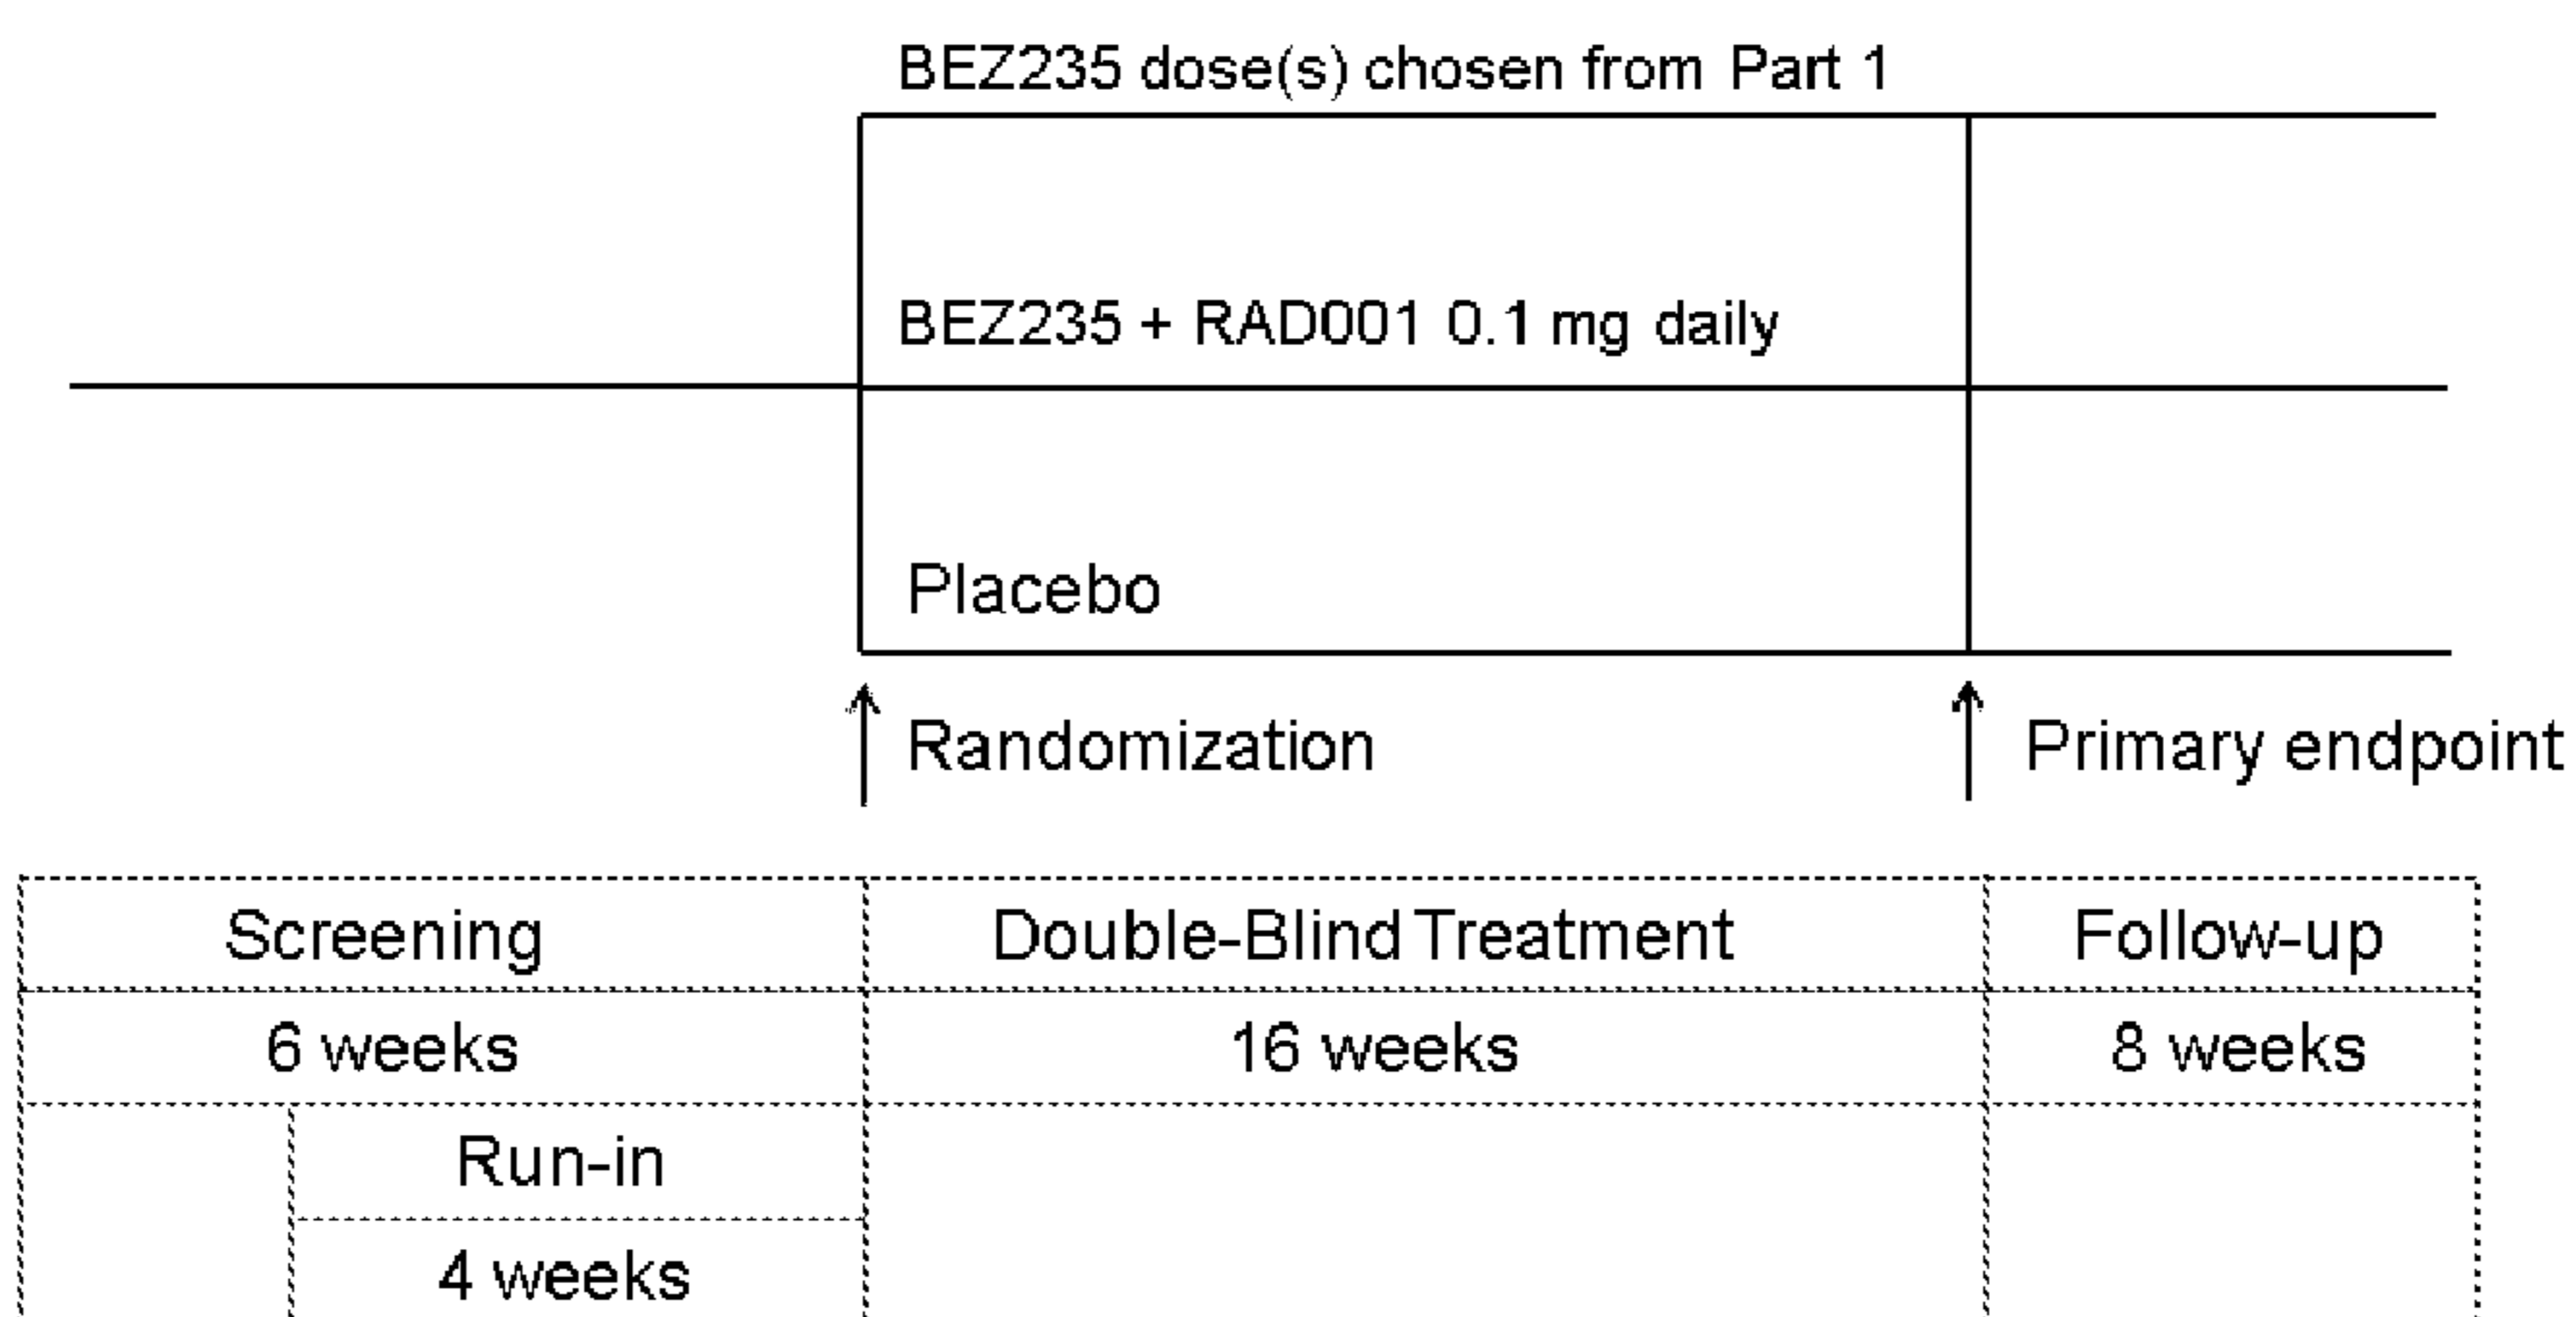 BEZ235 dose(s) chosen from Part 1
BEZ235 + RAD001 0.1 mg daily
Placebo
Randomization
Primary endpoint
Screening
Double-Blind Treatment
Follow-up
6 weeks
16 weeks
8 weeks
Run-in
4 weeks